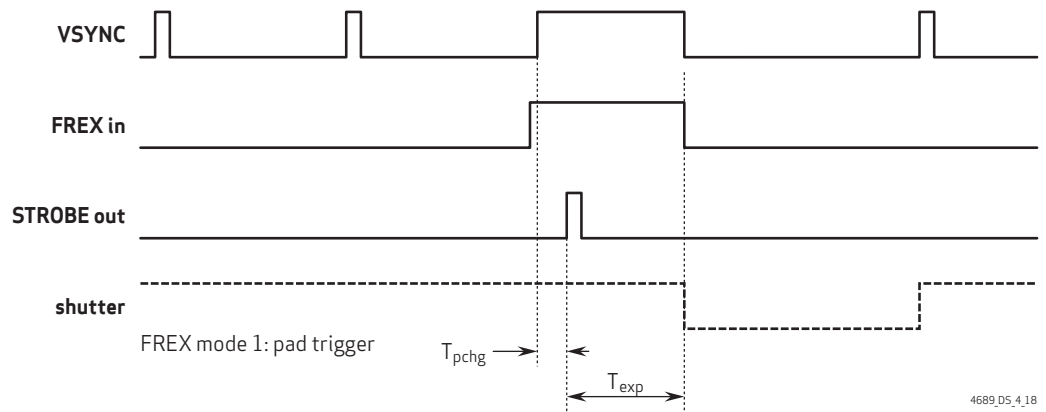 VSYNC
FREX in
STROBE out
shutter
FREX mode 1: pad trigger
Tpchg
Texp
4689_DS_4_18